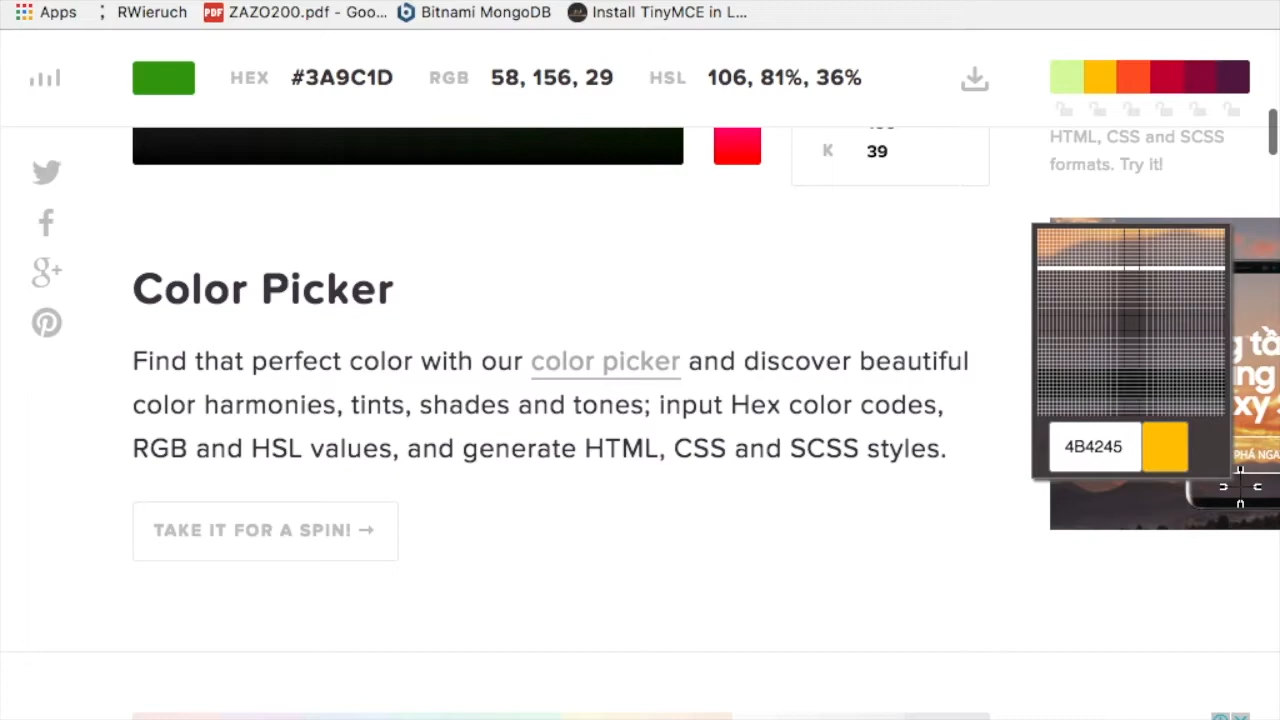 Apps RWieruch PDF ZAZO200.pdf - Goo... Bitnami MongoDB Install TinyMCE in L...
HEX #3A9C1D RGB 58, 156, 29 HSL 106, 81%, 36%
HTML, CSS and SCSS
formats. Try it!
K 39
Color Picker
Find that perfect color with our color picker and discover beautiful
color harmonies, tints, shades and tones; input Hex color codes,
RGB and HSL values, and generate HTML, CSS and SCSS styles.
TAKE IT FOR A SPIN! →
4B4245
PHÁ NGA